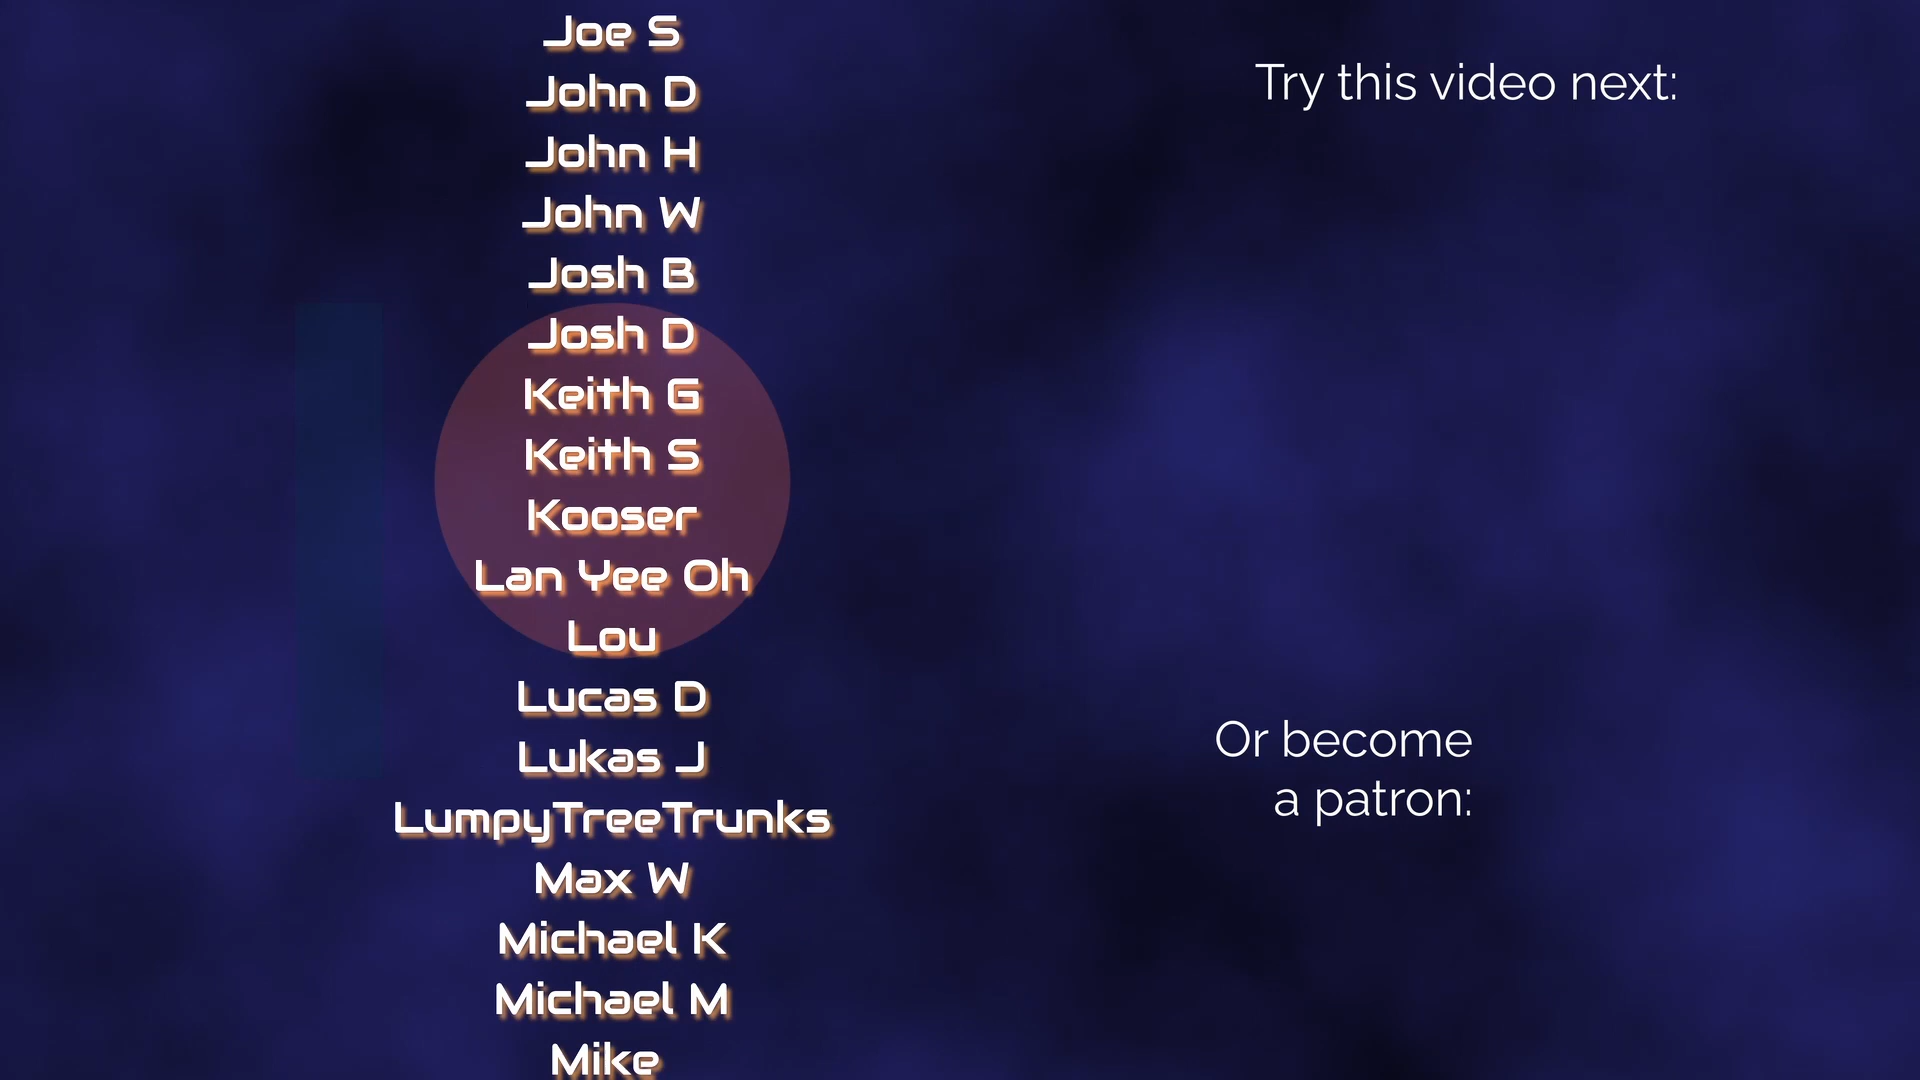 Joe S
John D
John H
John W
Josh B
Josh D
Keith G
Keith S
Kooser
Lan Yee Oh
Lou
Lucas D
Lukas J
LumpyTreeTrunks
Max W
Michael K
Michael M
Mike
Try this video next:
Or become
a patron: